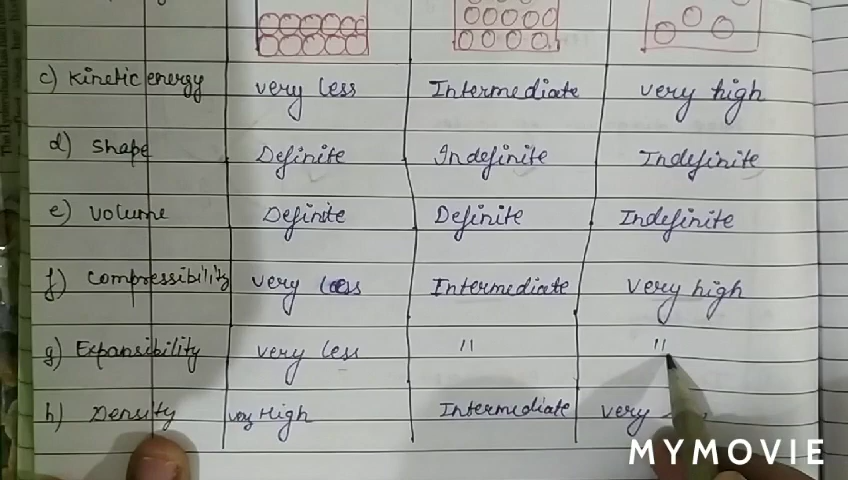 c) Kinetic energy very less Intermediate very high
d) Shape Definite Indefinite Indefinite
e) Volume Definite Definite Indefinite
f) Compressibility very less Intermediate Very high
g) Expansibility very less " "
h) Density very High Intermediate very
MYMOVIE